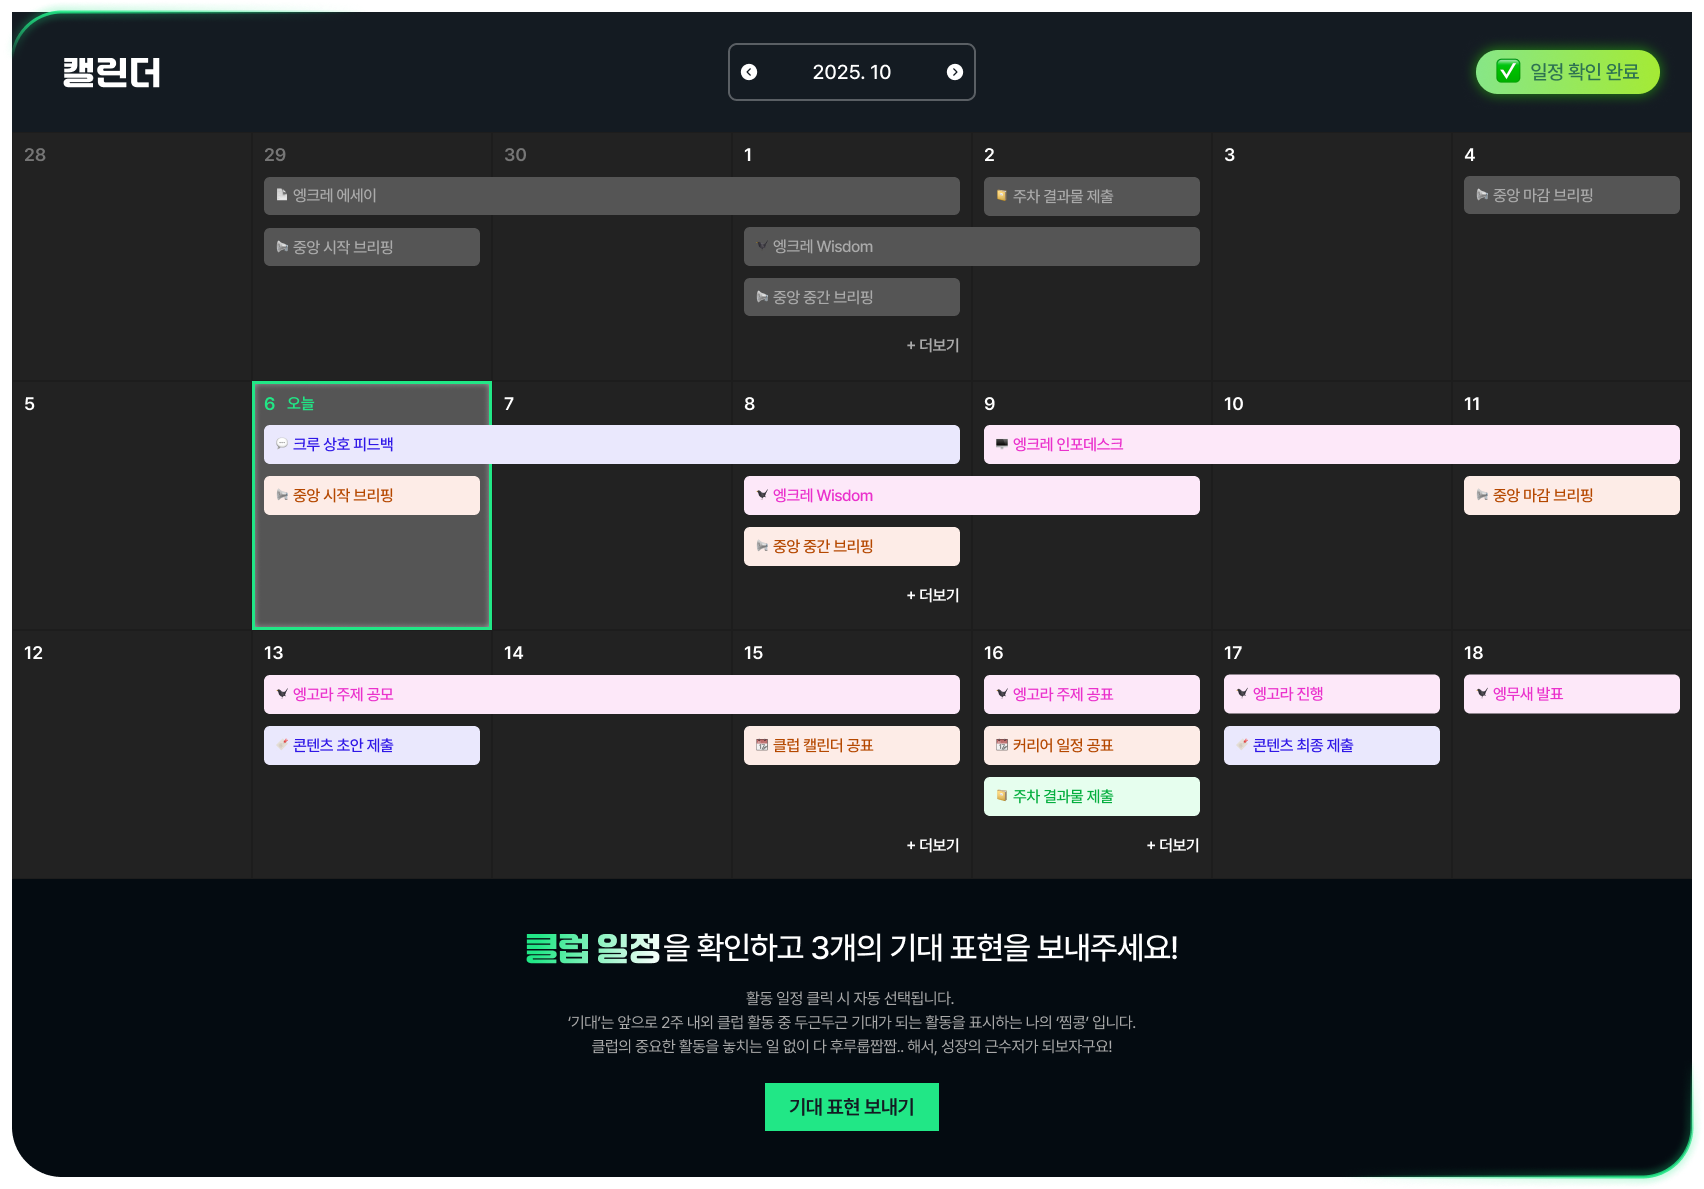 캘린더
2025. 10
일정 확인 완료
28
29
30
1
2
3
4
엥크레 에세이
주차 결과물 제출
중앙 마감 브리핑
중앙 시작 브리핑
엥크레 Wisdom
중앙 중간 브리핑
+ 더보기
5
6 오늘
7
8
9
10
11
크루 상호 피드백
엥크레 인포데스크
중앙 시작 브리핑
엥크레 Wisdom
중앙 마감 브리핑
중앙 중간 브리핑
+ 더보기
12
13
14
15
16
17
18
엥고라 주제 공모
엥고라 주제 공표
엥고라 진행
엥무새 발표
콘텐츠 초안 제출
클럽 캘린더 공표
커리어 일정 공표
콘텐츠 최종 제출
주차 결과물 제출
+ 더보기
+ 더보기
클럽 일정을 확인하고 3개의 기대 표현을 보내주세요!
활동 일정 클릭 시 자동 선택됩니다.
‘기대’는 앞으로 2주 내외 클럽 활동 중 두근두근 기대가 되는 활동을 표시하는 나의 ‘찜콩’ 입니다.
클럽의 중요한 활동을 놓치는 일 없이 다 후루룹짭짭.. 해서, 성장의 근수저가 되보자구요!
기대 표현 보내기